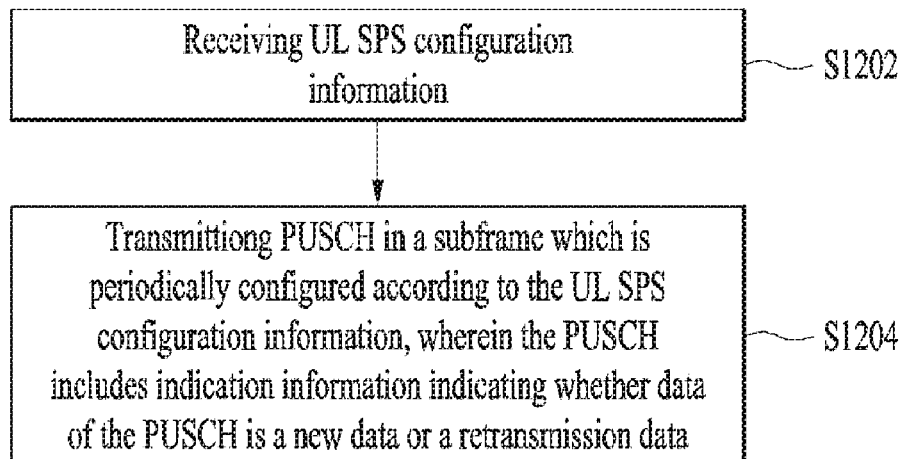 Receiving UL SPS configuration
information
S1202
Transmittiong PUSCH in a subframe which is
periodically configured according to the UL SPS
configuration information, wherein the PUSCH
includes indication information indicating whether data
of the PUSCH is a new data or a retransmission data
S1204